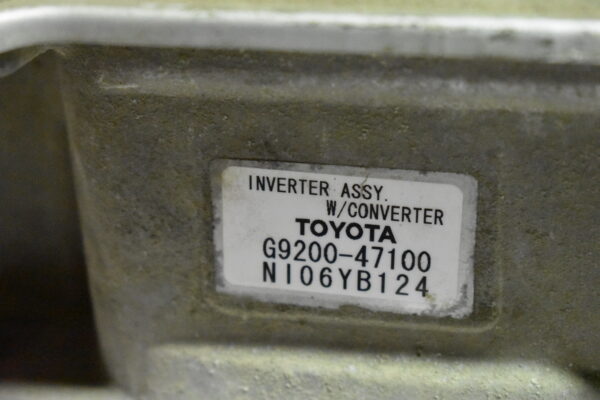 INVERTER ASSY.
W/CONVERTER
TOYOTA
G9200-47100
NI06YB124